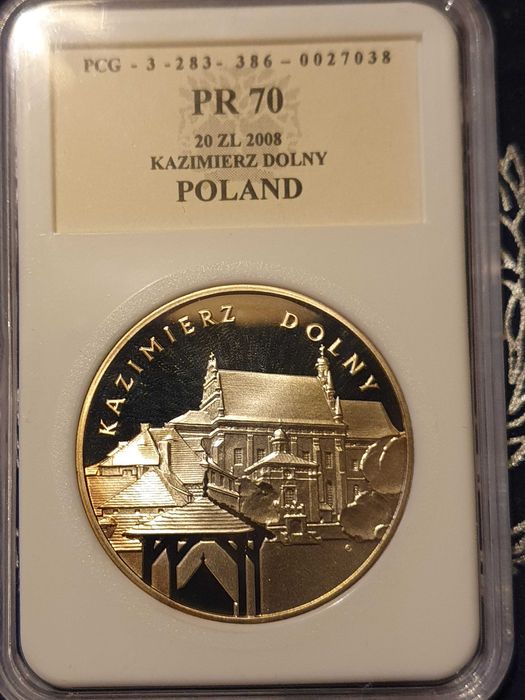 PCG - 3 - 283 - 386 - 0027038
PR 70
20 ZL 2008
KAZIMIERZ DOLNY
POLAND
KAZIMIERZ DOLNY